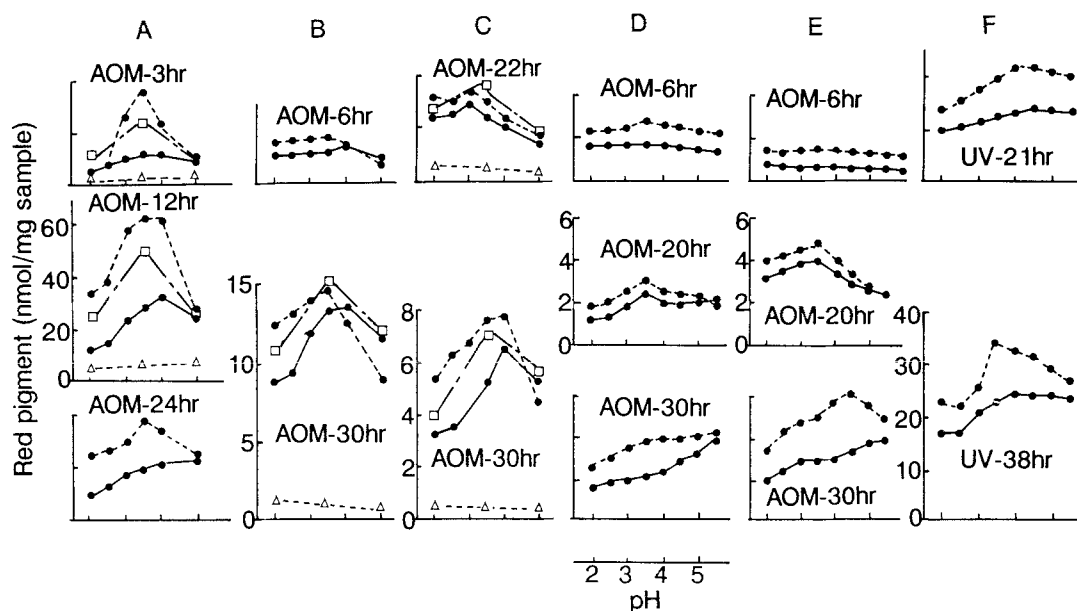 A B C D E F
AOM-3hr
AOM-6hr
AOM-22hr
AOM-6hr
AOM-6hr
UV-21hr
Red pigment (nmol/mg sample)
AOM-12hr
60
40
20
0
AOM-24hr
15
10
5
0
AOM-30hr
8
6
4
2
0
AOM-30hr
6
4
2
0
AOM-20hr
AOM-30hr
2 3 4 5
pH
6
4
2
0
AOM-20hr
AOM-30hr
40
30
20
10
0
UV-38hr